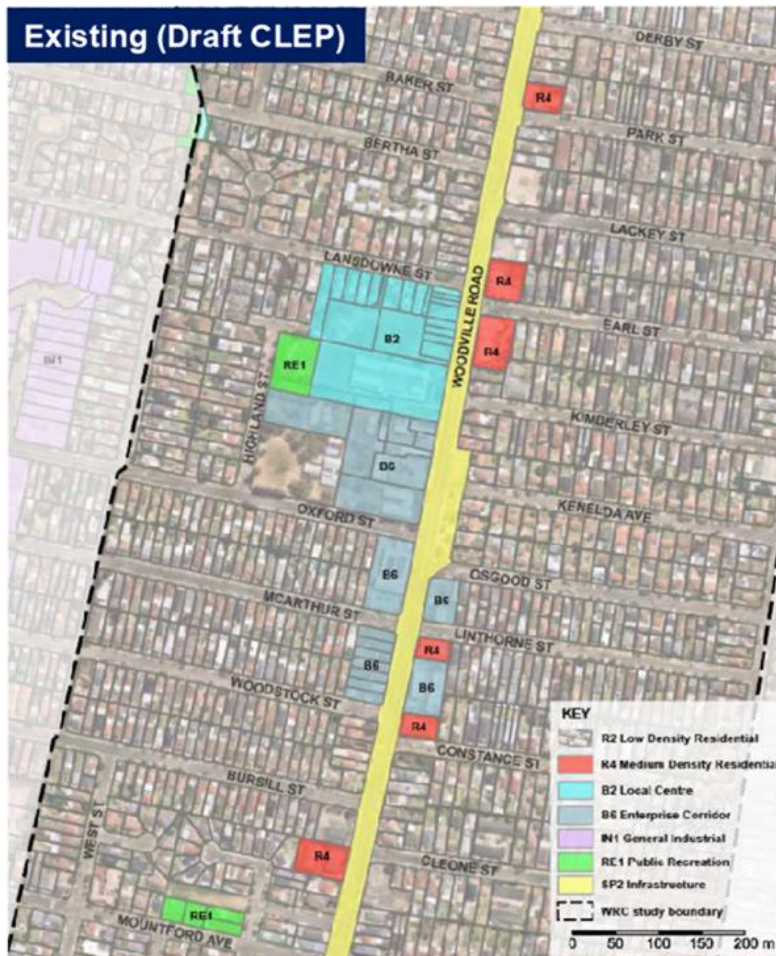 Existing (Draft CLEP)
DERBY ST
BAKER ST
R4
PARK ST
BERTHA ST
LACKEY ST
LANSDOWNE ST
WOODVILLE ROAD
R4
EARL ST
B2
R4
IN1
RE1
HIGHLAND ST
KIMBERLEY ST
B6
KENELDA AVE
OXFORD ST
B6
OSGOOD ST
B6
MCARTHUR ST
LINTHORNE ST
B6
R4
B6
WOODSTOCK ST
R4
CONSTANCE ST
BURSILL ST
WEST ST
R4
CLEONE ST
RE1
MOUNTFORD AVE
KEY
R2 Low Density Residential
R4 Medium Density Residential
B2 Local Centre
B6 Enterprise Corridor
IN1 General Industrial
RE1 Public Recreation
SP2 Infrastructure
WRC study boundary
0 50 100 150 200 m